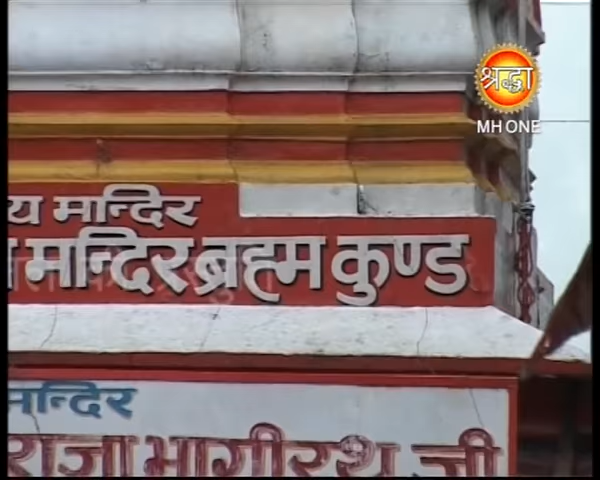 श्रद्धा
MH ONE
य मन्दिर
मन्दिर ब्रह्म कुण्ड
मन्दिर
राजा भागीरथ जी